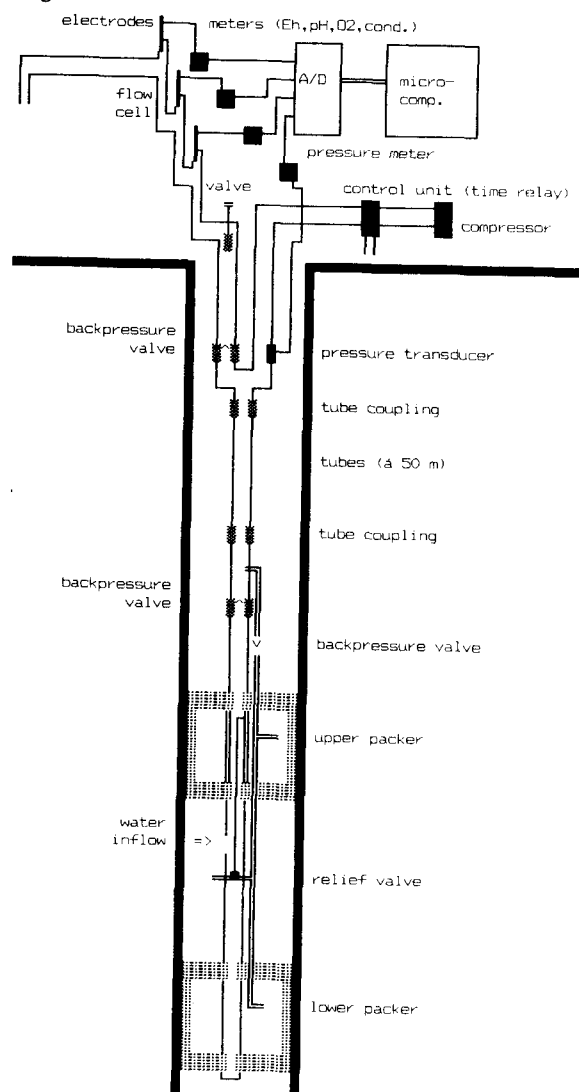 electrodes
meters (Eh,pH,O2,cond.)
A/D
micro-
comp.
flow
cell
pressure meter
valve
control unit (time relay)
compressor
backpressure
valve
pressure transducer
tube coupling
tubes (á 50 m)
tube coupling
backpressure
valve
backpressure valve
upper packer
water
inflow =>
relief valve
lower packer